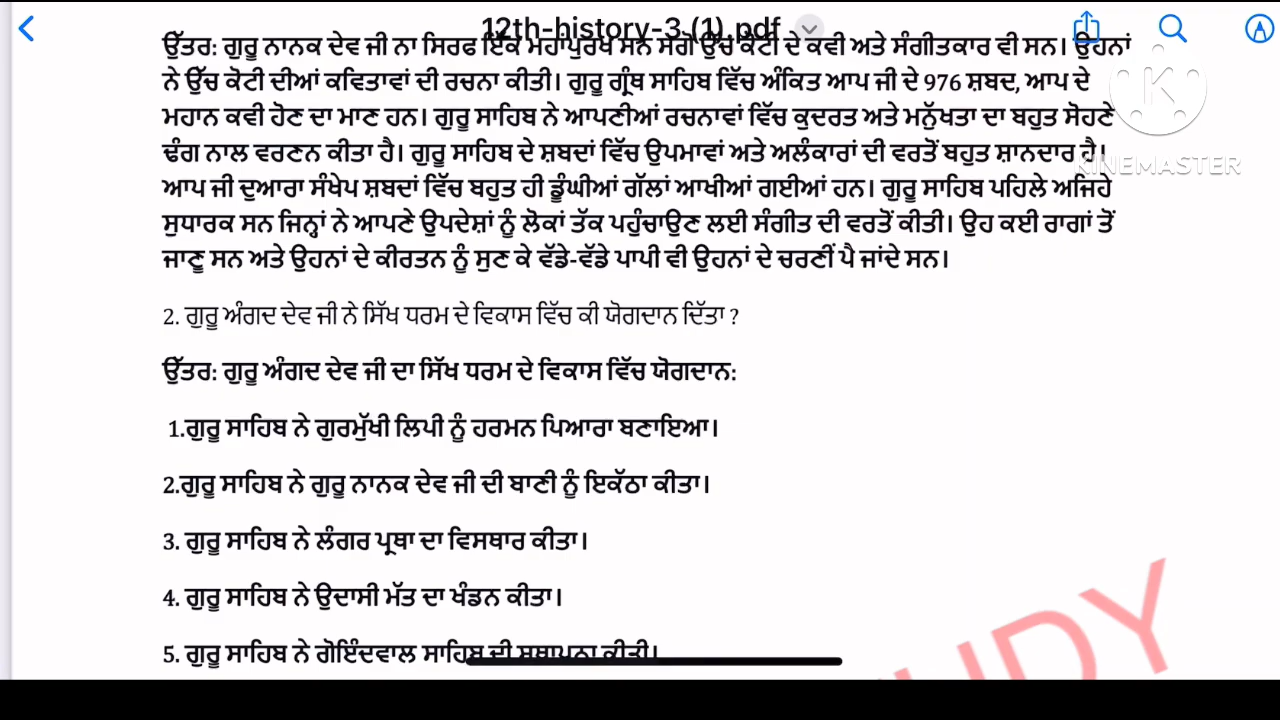 12th-history-3 (1).pdf
ਉੱਤਰ: ਗੁਰੂ ਨਾਨਕ ਦੇਵ ਜੀ ਨਾ ਸਿਰਫ ਇੱਕ ਮਹਾਂਪੁਰਖ ਸਨ ਸਗੋਂ ਉੱਚ ਕੋਟੀ ਦੇ ਕਵੀ ਅਤੇ ਸੰਗੀਤਕਾਰ ਵੀ ਸਨ। ਉਹਨਾਂ
ਨੇ ਉੱਚ ਕੋਟੀ ਦੀਆਂ ਕਵਿਤਾਵਾਂ ਦੀ ਰਚਨਾ ਕੀਤੀ। ਗੁਰੂ ਗ੍ਰੰਥ ਸਾਹਿਬ ਵਿੱਚ ਅੰਕਿਤ ਆਪ ਜੀ ਦੇ 976 ਸ਼ਬਦ, ਆਪ ਦੇ
ਮਹਾਨ ਕਵੀ ਹੋਣ ਦਾ ਮਾਣ ਹਨ। ਗੁਰੂ ਸਾਹਿਬ ਨੇ ਆਪਣੀਆਂ ਰਚਨਾਵਾਂ ਵਿੱਚ ਕੁਦਰਤ ਅਤੇ ਮਨੁੱਖਤਾ ਦਾ ਬਹੁਤ ਸੋਹਣੇ
ਢੰਗ ਨਾਲ ਵਰਣਨ ਕੀਤਾ ਹੈ। ਗੁਰੂ ਸਾਹਿਬ ਦੇ ਸ਼ਬਦਾਂ ਵਿੱਚ ਉਪਮਾਵਾਂ ਅਤੇ ਅਲੰਕਾਰਾਂ ਦੀ ਵਰਤੋਂ ਬਹੁਤ ਸ਼ਾਨਦਾਰ ਹੈ।
KINEMASTER
ਆਪ ਜੀ ਦੁਆਰਾ ਸੰਖੇਪ ਸ਼ਬਦਾਂ ਵਿੱਚ ਬਹੁਤ ਹੀ ਡੂੰਘੀਆਂ ਗੱਲਾਂ ਆਖੀਆਂ ਗਈਆਂ ਹਨ। ਗੁਰੂ ਸਾਹਿਬ ਪਹਿਲੇ ਅਜਿਹੇ
ਸੁਧਾਰਕ ਸਨ ਜਿਨ੍ਹਾਂ ਨੇ ਆਪਣੇ ਉਪਦੇਸ਼ਾਂ ਨੂੰ ਲੋਕਾਂ ਤੱਕ ਪਹੁੰਚਾਉਣ ਲਈ ਸੰਗੀਤ ਦੀ ਵਰਤੋਂ ਕੀਤੀ। ਉਹ ਕਈ ਰਾਗਾਂ ਤੋਂ
ਜਾਣੂ ਸਨ ਅਤੇ ਉਹਨਾਂ ਦੇ ਕੀਰਤਨ ਨੂੰ ਸੁਣ ਕੇ ਵੱਡੇ-ਵੱਡੇ ਪਾਪੀ ਵੀ ਉਹਨਾਂ ਦੇ ਚਰਣੀਂ ਪੈ ਜਾਂਦੇ ਸਨ।
2. ਗੁਰੂ ਅੰਗਦ ਦੇਵ ਜੀ ਨੇ ਸਿੱਖ ਧਰਮ ਦੇ ਵਿਕਾਸ ਵਿੱਚ ਕੀ ਯੋਗਦਾਨ ਦਿੱਤਾ ?
ਉੱਤਰ: ਗੁਰੂ ਅੰਗਦ ਦੇਵ ਜੀ ਦਾ ਸਿੱਖ ਧਰਮ ਦੇ ਵਿਕਾਸ ਵਿੱਚ ਯੋਗਦਾਨ:
1.ਗੁਰੂ ਸਾਹਿਬ ਨੇ ਗੁਰਮੁੱਖੀ ਲਿਪੀ ਨੂੰ ਹਰਮਨ ਪਿਆਰਾ ਬਣਾਇਆ।
2.ਗੁਰੂ ਸਾਹਿਬ ਨੇ ਗੁਰੂ ਨਾਨਕ ਦੇਵ ਜੀ ਦੀ ਬਾਣੀ ਨੂੰ ਇਕੱਠਾ ਕੀਤਾ।
3. ਗੁਰੂ ਸਾਹਿਬ ਨੇ ਲੰਗਰ ਪ੍ਰਥਾ ਦਾ ਵਿਸਥਾਰ ਕੀਤਾ।
4. ਗੁਰੂ ਸਾਹਿਬ ਨੇ ਉਦਾਸੀ ਮੱਤ ਦਾ ਖੰਡਨ ਕੀਤਾ।
5. ਗੁਰੂ ਸਾਹਿਬ ਨੇ ਗੋਇੰਦਵਾਲ ਸਾਹਿਬ ਦੀ ਸਥਾਪਨਾ ਕੀਤੀ।